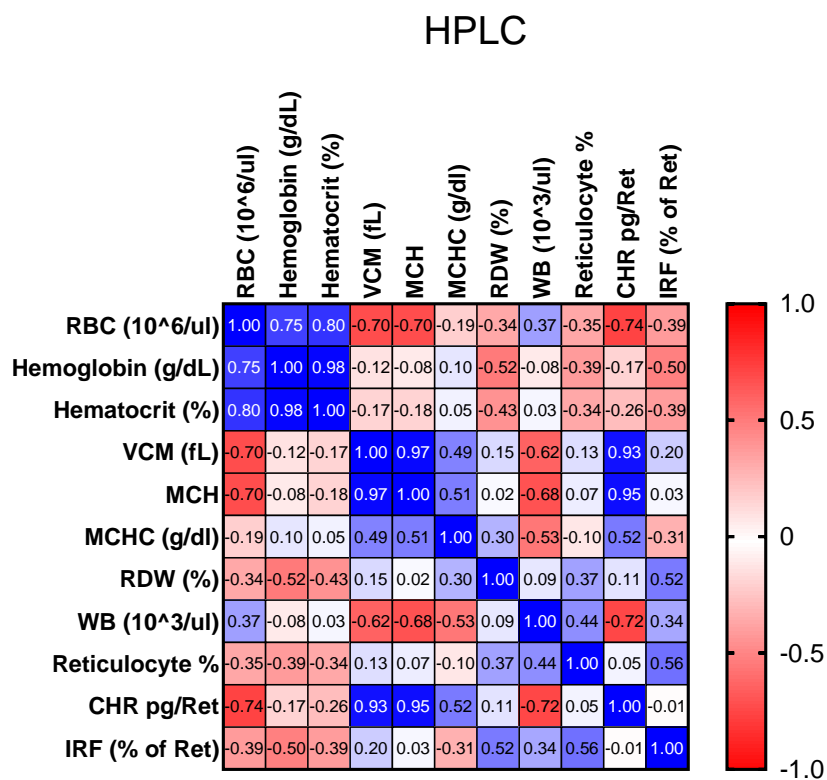 HPLC
RBC (10^6/ul) Hemoglobin (g/dL) Hematocrit (%) VCM (fL) MCH MCHC (g/dl) RDW (%) WB (10^3/ul) Reticulocyte % CHR pg/Ret IRF (% of Ret)
RBC (10^6/ul) 1.00 0.75 0.80 -0.70 -0.70 -0.19 -0.34 0.37 -0.35 -0.74 -0.39
Hemoglobin (g/dL) 0.75 1.00 0.98 -0.12 -0.08 0.10 -0.52 -0.08 -0.39 -0.17 -0.50
Hematocrit (%) 0.80 0.98 1.00 -0.17 -0.18 0.05 -0.43 0.03 -0.34 -0.26 -0.39
VCM (fL) -0.70 -0.12 -0.17 1.00 0.97 0.49 0.15 -0.62 0.13 0.93 0.20
MCH -0.70 -0.08 -0.18 0.97 1.00 0.51 0.02 -0.68 0.07 0.95 0.03
MCHC (g/dl) -0.19 0.10 0.05 0.49 0.51 1.00 0.30 -0.53 -0.10 0.52 -0.31
RDW (%) -0.34 -0.52 -0.43 0.15 0.02 0.30 1.00 0.09 0.37 0.11 0.52
WB (10^3/ul) 0.37 -0.08 0.03 -0.62 -0.68 -0.53 0.09 1.00 0.44 -0.72 0.34
Reticulocyte % -0.35 -0.39 -0.34 0.13 0.07 -0.10 0.37 0.44 1.00 0.05 0.56
CHR pg/Ret -0.74 -0.17 -0.26 0.93 0.95 0.52 0.11 -0.72 0.05 1.00 -0.01
IRF (% of Ret) -0.39 -0.50 -0.39 0.20 0.03 -0.31 0.52 0.34 0.56 -0.01 1.00
1.0
0.5
0
-0.5
-1.0